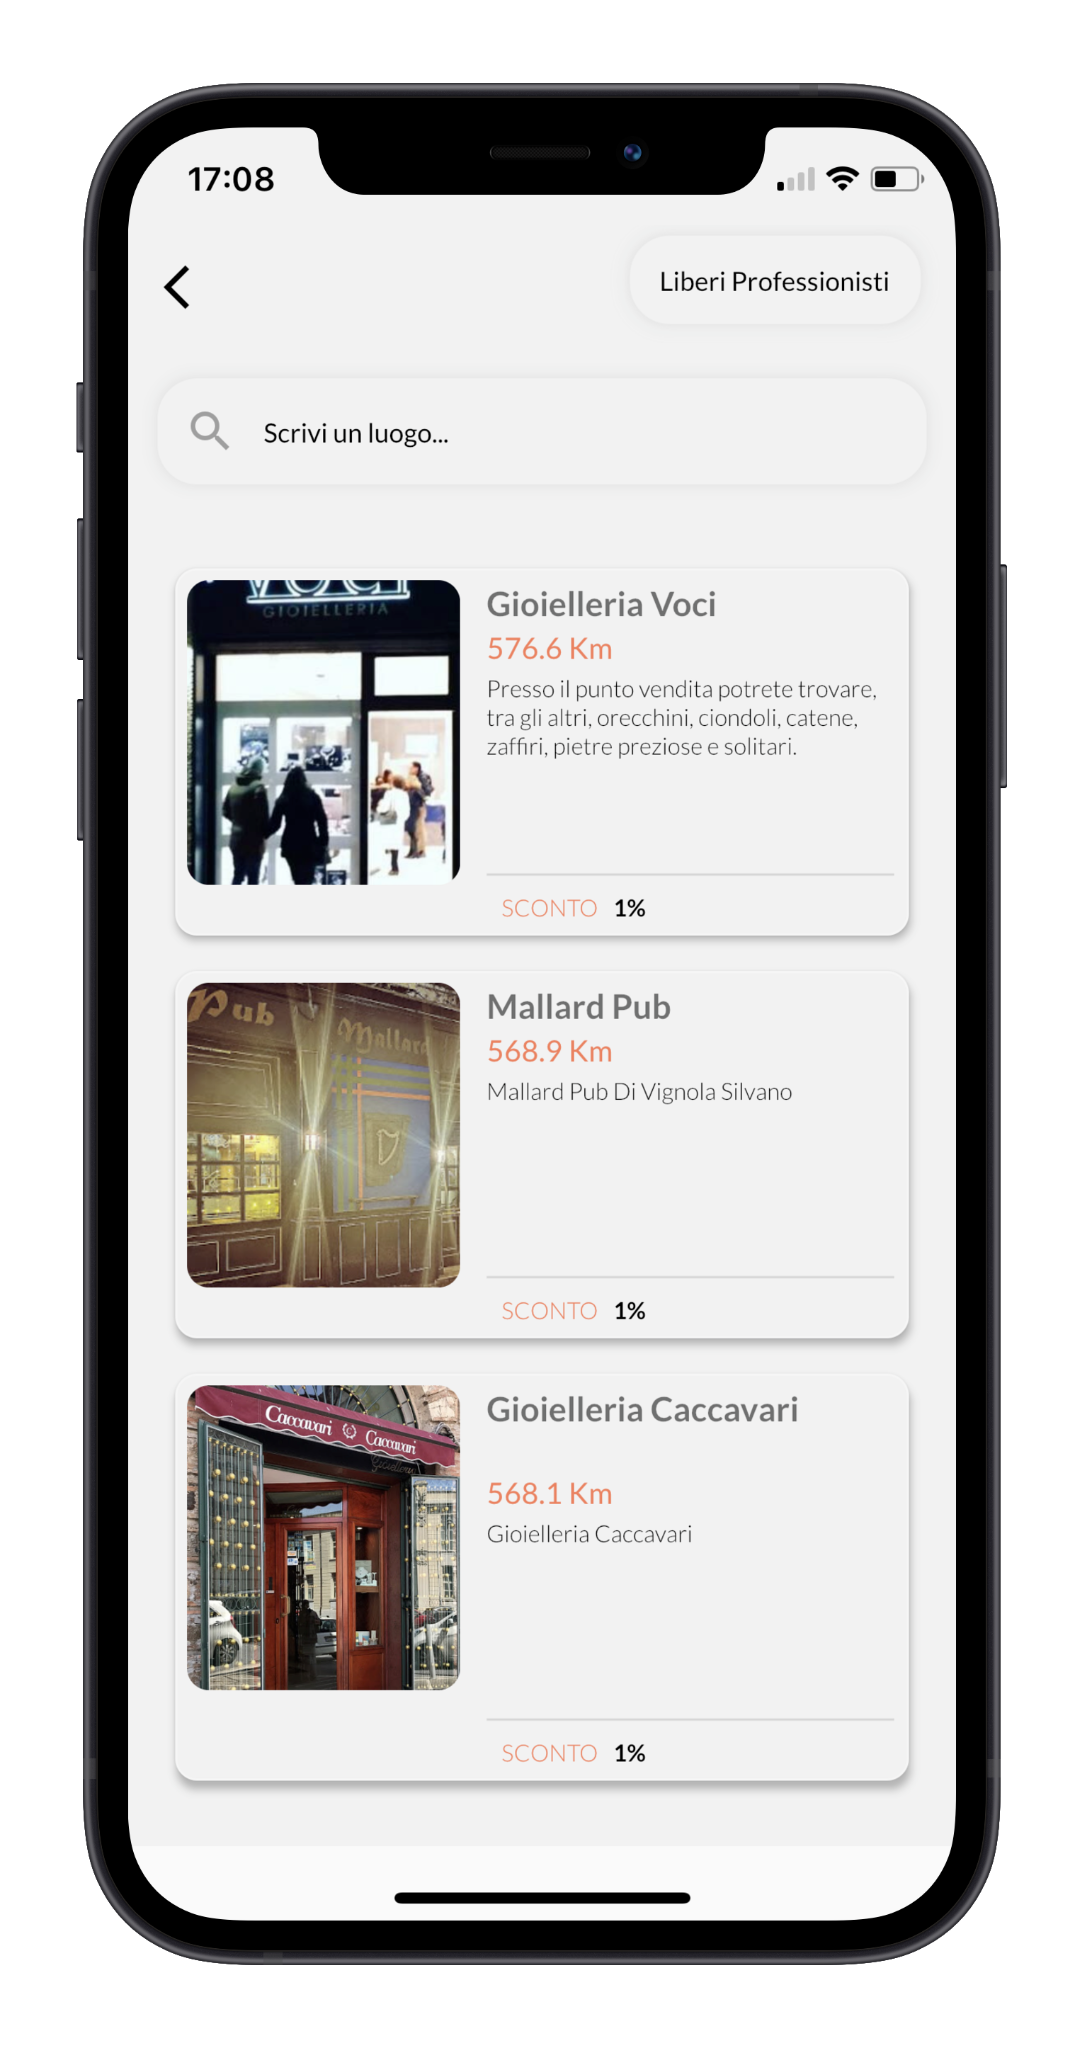 17:08
Liberi Professionisti
Scrivi un luogo...
VOCI
GIOIELLERIA
Gioielleria Voci
576.6 Km
Presso il punto vendita potrete trovare,
tra gli altri, orecchini, ciondoli, catene,
zaffiri, pietre preziose e solitari.
SCONTO 1%
Pub
Mallard
Mallard Pub
568.9 Km
Mallard Pub Di Vignola Silvano
SCONTO 1%
Caccavari Caccavari
Gioielleria
Gioielleria Caccavari
568.1 Km
Gioielleria Caccavari
SCONTO 1%